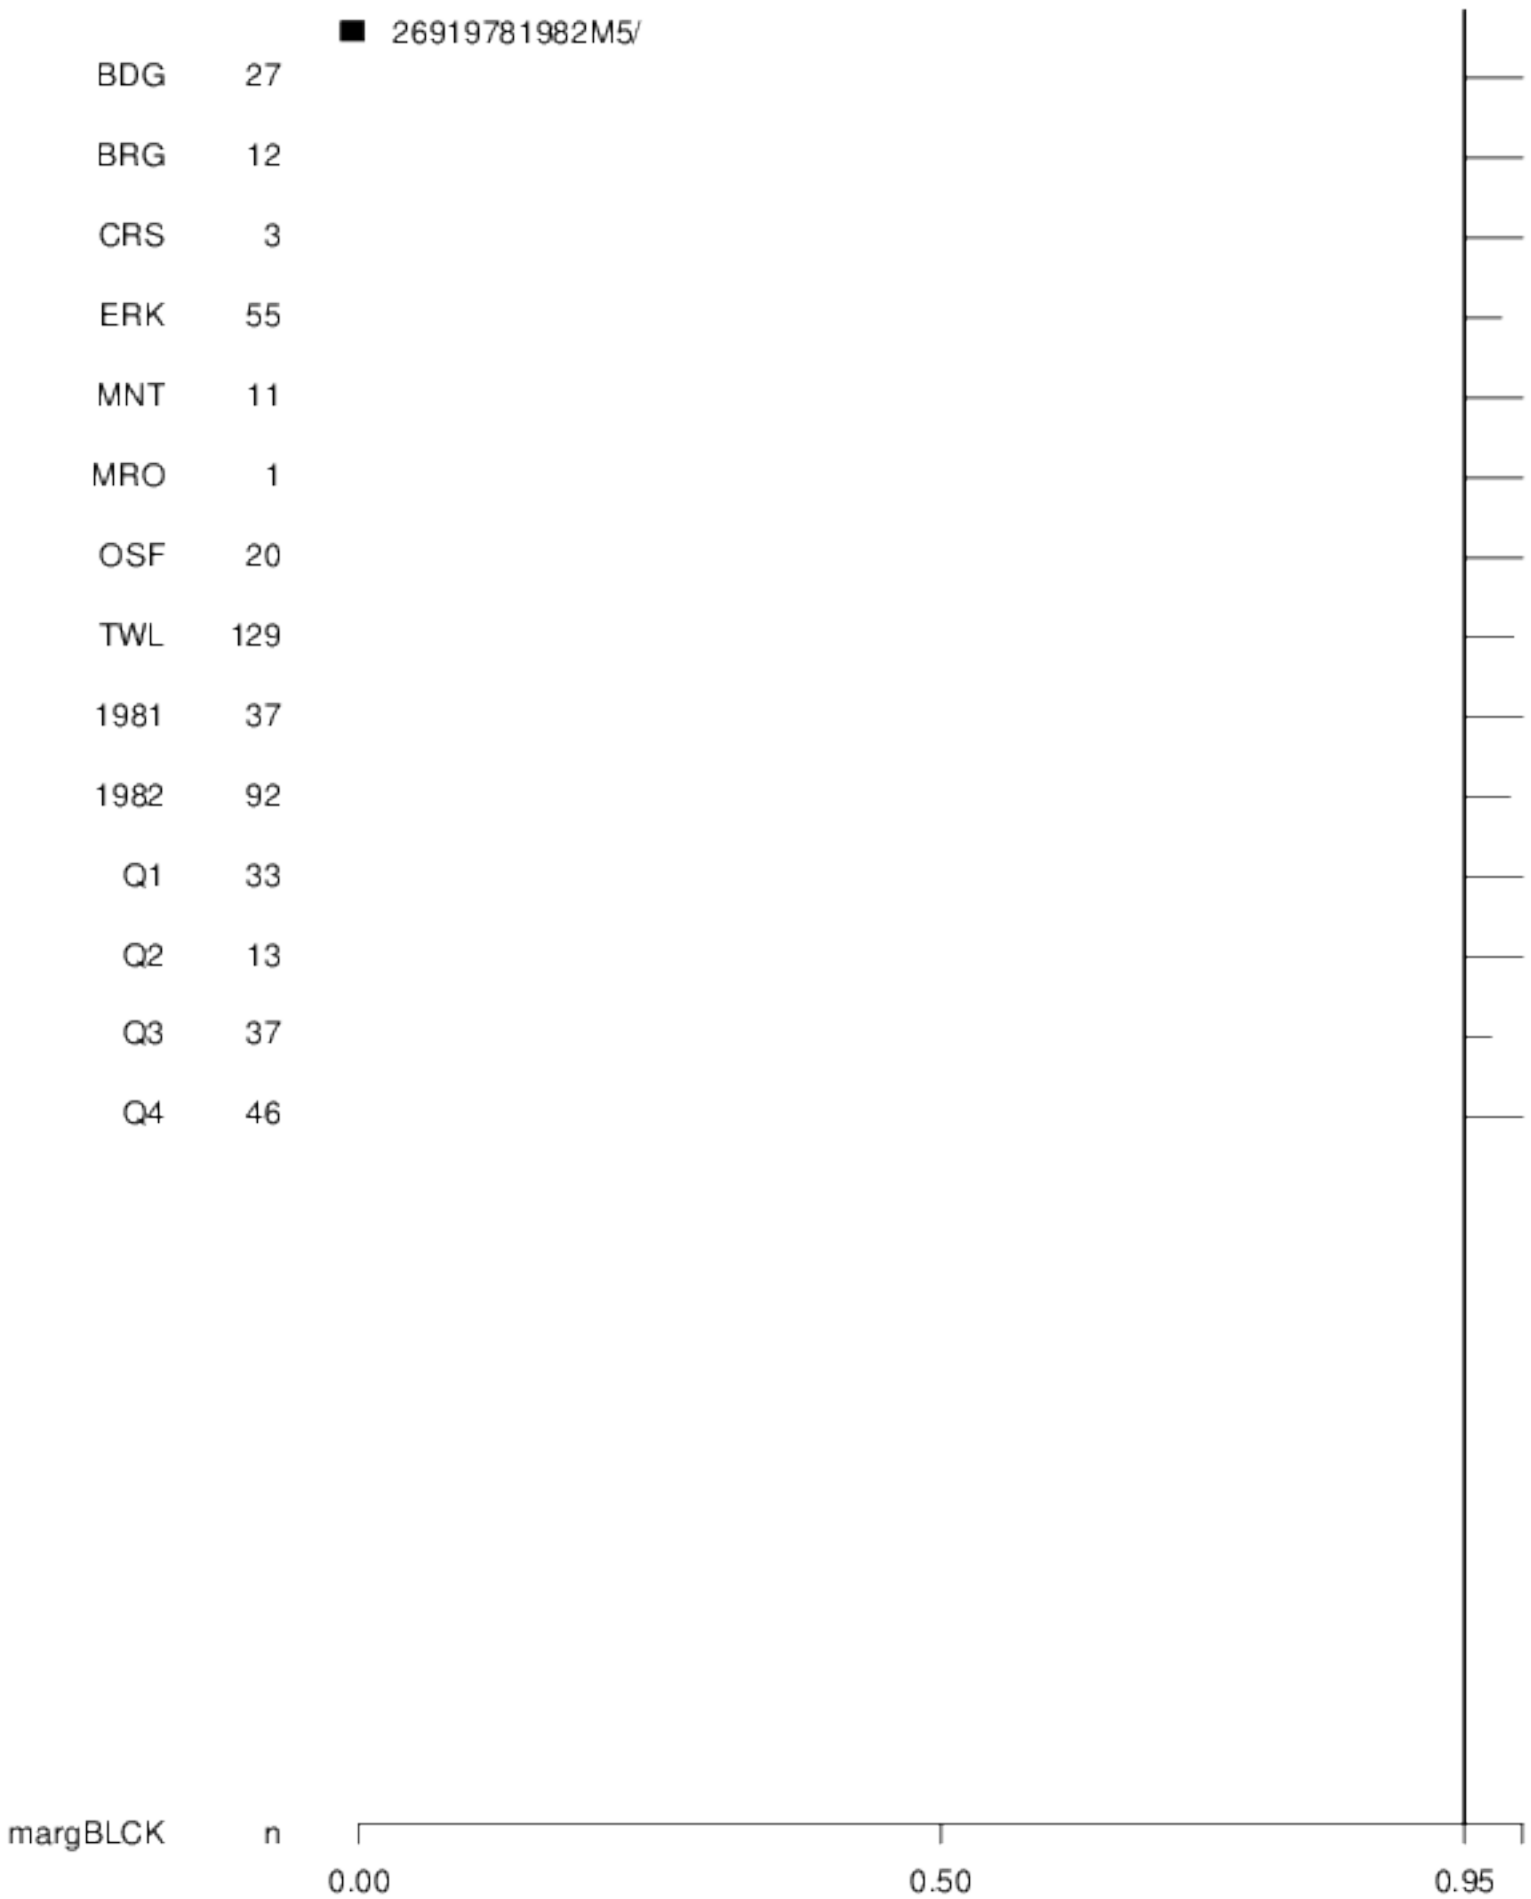 26919781982M5/
BDG 27
BRG 12
CRS 3
ERK 55
MNT 11
MRO 1
OSF 20
TWL 129
1981 37
1982 92
Q1 33
Q2 13
Q3 37
Q4 46
margBLCK n
0.00 0.50 0.95